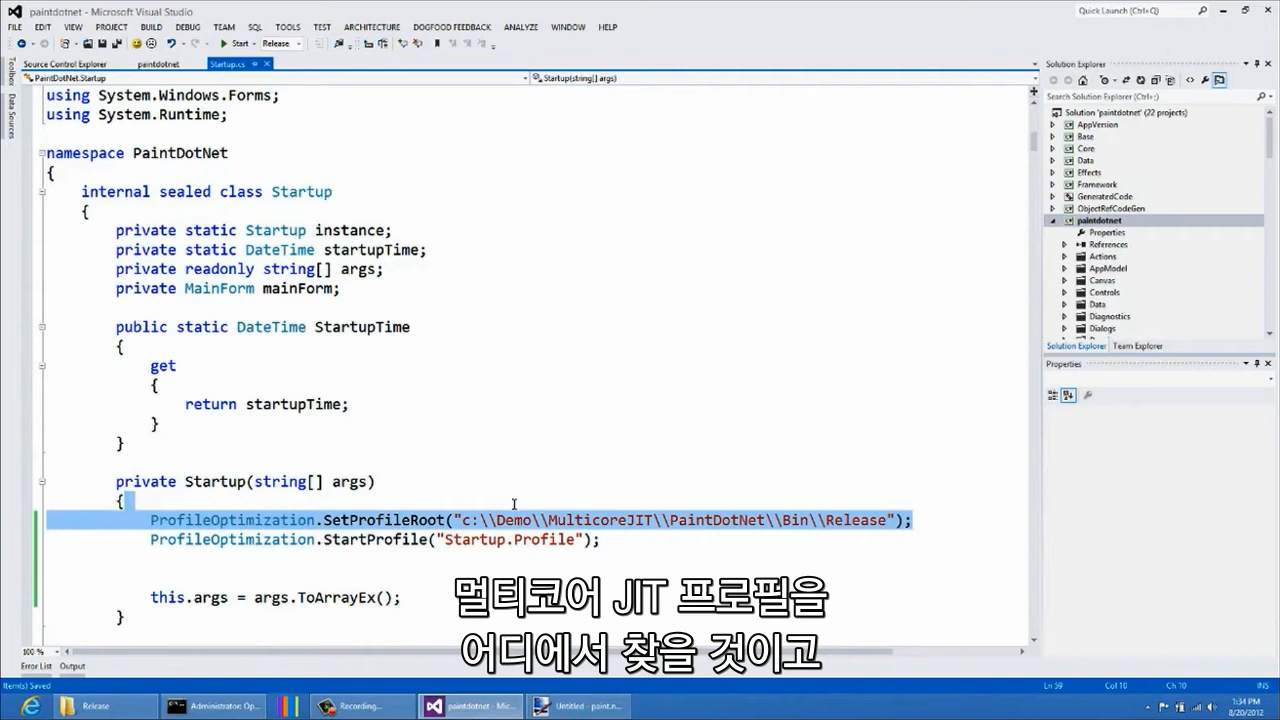 paintdotnet - Microsoft Visual Studio
Quick Launch (Ctrl+Q)
FILE EDIT VIEW PROJECT BUILD DEBUG TEAM SQL TOOLS TEST ARCHITECTURE DOGFOOD FEEDBACK ANALYZE WINDOW HELP
Start Release
Source Control Explorer paintdotnet Startup.cs
PaintDotNet.Startup Startup(string[] args)
Toolbox
Data Sources
using System.Windows.Forms;
using System.Runtime;
namespace PaintDotNet
{
internal sealed class Startup
{
private static Startup instance;
private static DateTime startupTime;
private readonly string[] args;
private MainForm mainForm;
public static DateTime StartupTime
{
get
{
return startupTime;
}
}
private Startup(string[] args)
{
ProfileOptimization.SetProfileRoot("c:\\Demo\\MulticoreJIT\\PaintDotNet\\Bin\\Release");
ProfileOptimization.StartProfile("Startup.Profile");
this.args = args.ToArrayEx();
}
멀티코어 JIT 프로필을
어디에서 찾을 것이고
100 %
Error List Output
Solution Explorer
Search Solution Explorer (Ctrl+;)
Solution 'paintdotnet' (22 projects)
AppVersion
Base
Core
Data
Effects
Framework
GeneratedCode
ObjectRefCodeGen
paintdotnet
Properties
References
Actions
AppModel
Canvas
Controls
Data
Diagnostics
Dialogs
Solution Explorer Team Explorer
Properties
Item(s) Saved Ln 59 Col 10 Ch 10 INS
Release Administrator: Op... Recording... paintdotnet - Mic... Untitled - paint.n...
1:34 PM
8/20/2012